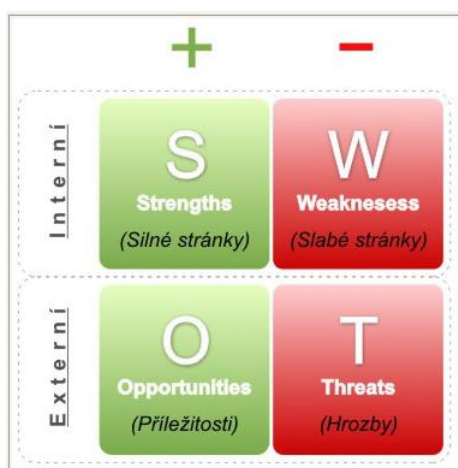 + −
Interní
S W
Strengths Weaknesess
(Silné stránky) (Slabé stránky)
Externí
O T
Opportunities Threats
(Příležitosti) (Hrozby)